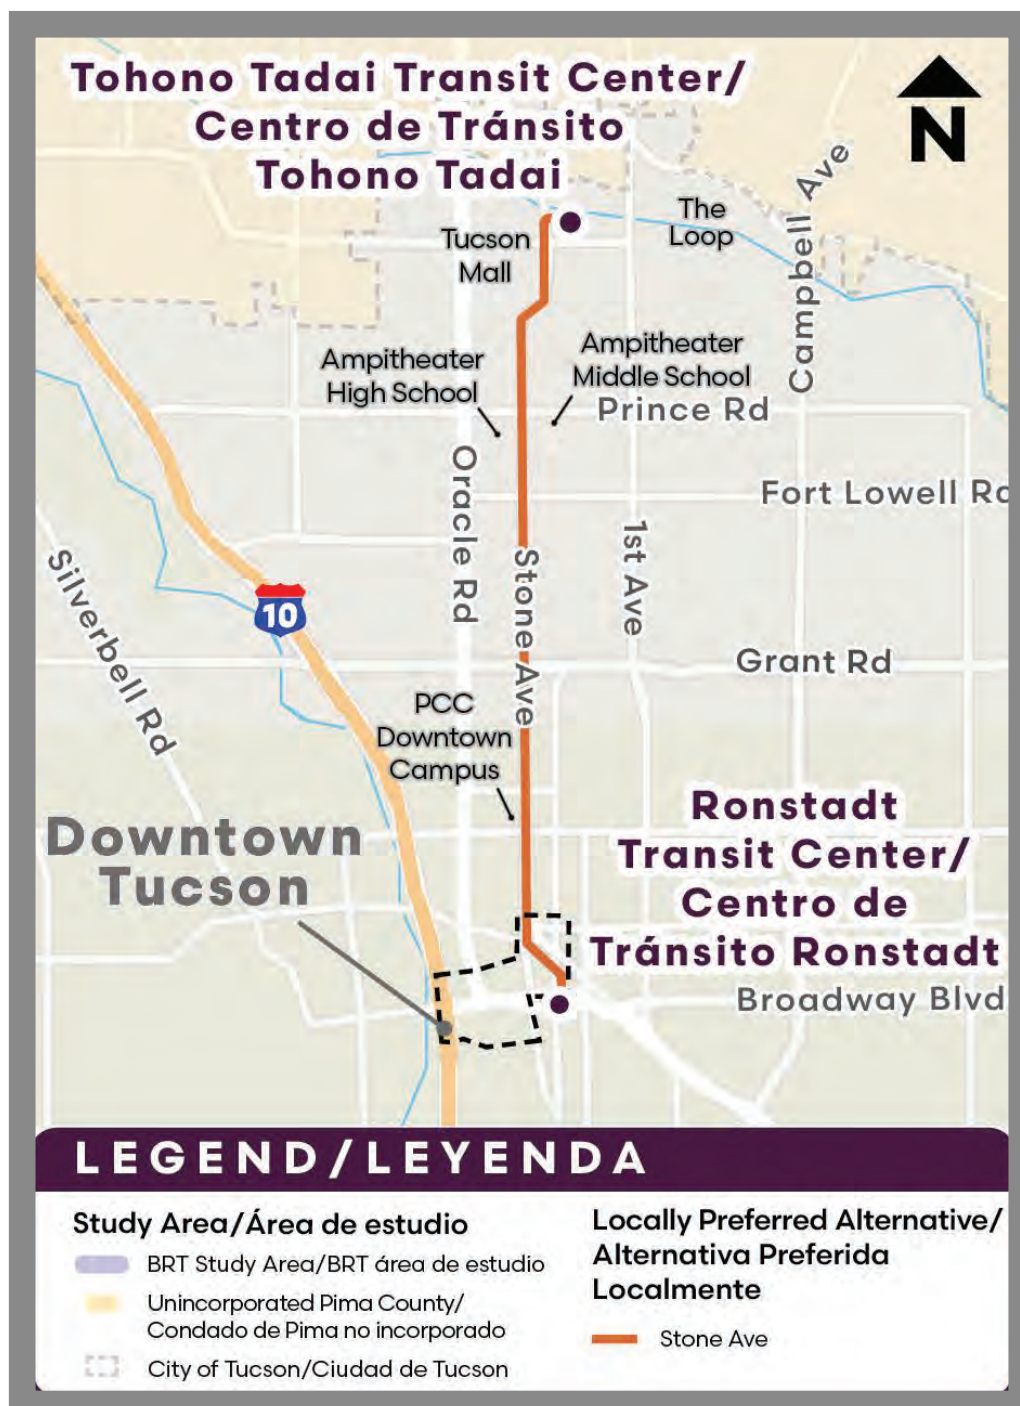 Tohono Tadai Transit Center/
Centro de Tránsito
Tohono Tadai
N
Campbell Ave
The
Loop
Tucson
Mall
Ampitheater
High School
Ampitheater
Middle School
Prince Rd
Oracle Rd
Fort Lowell Rd
Stone Ave
1st Ave
Silverbell Rd
10
Grant Rd
PCC
Downtown
Campus
Downtown
Tucson
Ronstadt
Transit Center/
Centro de
Tránsito Ronstadt
Broadway Blvd
LEGEND/LEYENDA
Study Area/Área de estudio
BRT Study Area/BRT área de estudio
Unincorporated Pima County/
Condado de Pima no incorporado
City of Tucson/Ciudad de Tucson
Locally Preferred Alternative/
Alternativa Preferida
Localmente
Stone Ave